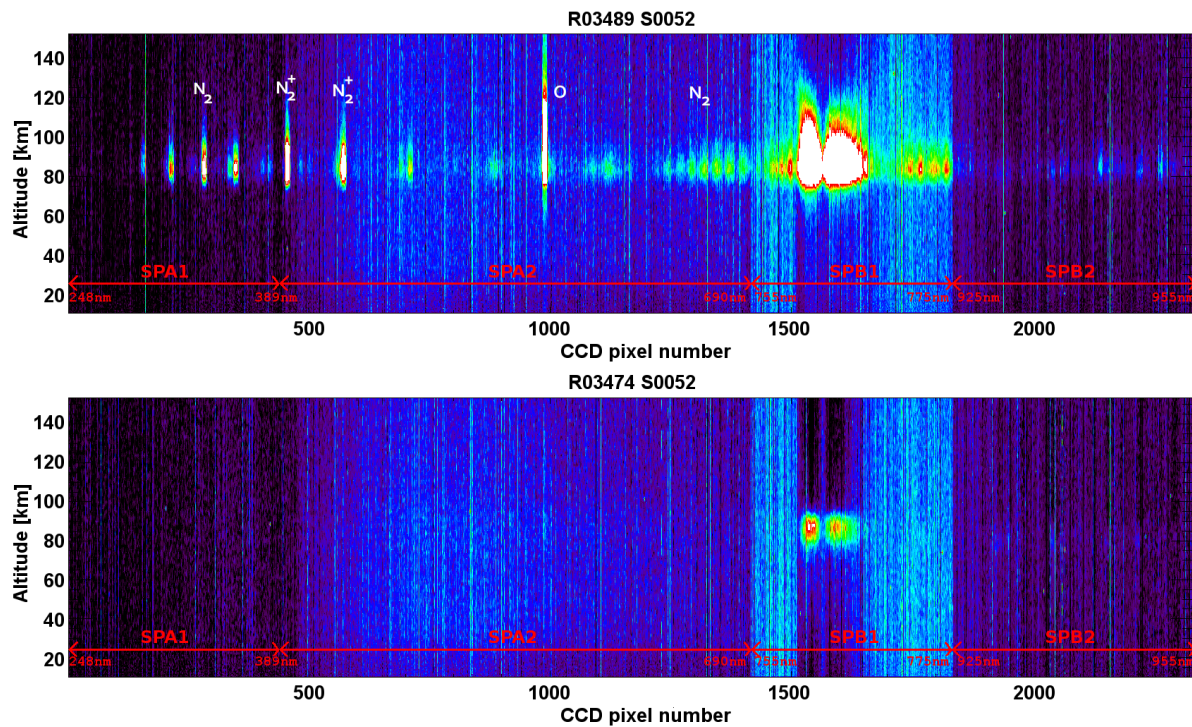 R03489 S0052
Altitude [km]
140
120
100
80
60
40
20
N2
N2+
N2+
O
N2
SPA1
SPA2
SPB1
SPB2
248nm
389nm
690nm
755nm
775nm
925nm
955nm
500
1000
1500
2000
CCD pixel number
R03474 S0052
Altitude [km]
140
120
100
80
60
40
20
SPA1
SPA2
SPB1
SPB2
248nm
389nm
690nm
755nm
775nm
925nm
955nm
500
1000
1500
2000
CCD pixel number